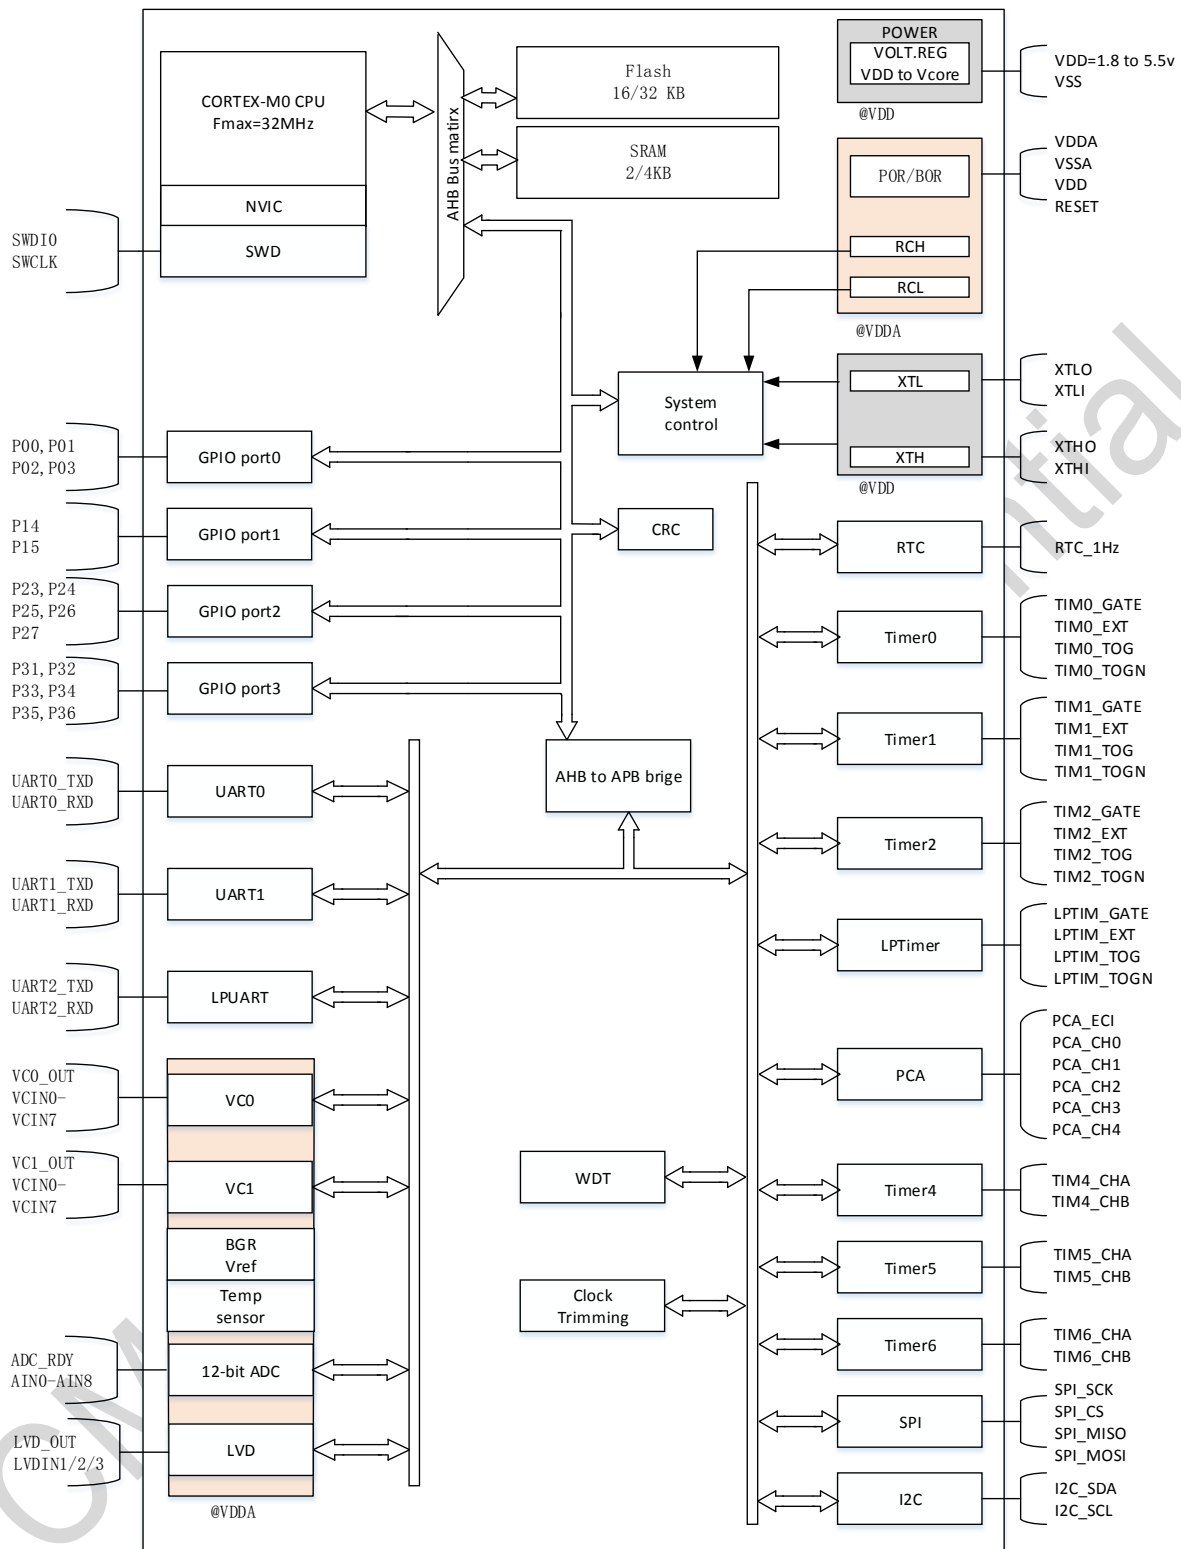 CORTEX-M0 CPU
Fmax=32MHz
NVIC
SWD
SWDIO
SWCLK
AHB Bus matirx
Flash
16/32 KB
SRAM
2/4KB
POWER
VOLT.REG
VDD to Vcore
@VDD
VDD=1.8 to 5.5v
VSS
POR/BOR
RCH
RCL
@VDDA
VDDA
VSSA
VDD
RESET
System
control
XTL
XTH
@VDD
XTLO
XTLI
XTHO
XTHI
P00,P01
P02,P03
GPIO port0
P14
P15
GPIO port1
P23,P24
P25,P26
P27
GPIO port2
P31,P32
P33,P34
P35,P36
GPIO port3
CRC
AHB to APB brige
UART0_TXD
UART0_RXD
UART0
UART1_TXD
UART1_RXD
UART1
UART2_TXD
UART2_RXD
LPUART
VC0_OUT
VCIN0-
VCIN7
VC0
VC1_OUT
VCIN0-
VCIN7
VC1
BGR
Vref
Temp
sensor
ADC_RDY
AIN0-AIN8
12-bit ADC
LVD_OUT
LVDIN1/2/3
LVD
@VDDA
WDT
Clock
Trimming
RTC
RTC_1Hz
Timer0
TIM0_GATE
TIM0_EXT
TIM0_TOG
TIM0_TOGN
Timer1
TIM1_GATE
TIM1_EXT
TIM1_TOG
TIM1_TOGN
Timer2
TIM2_GATE
TIM2_EXT
TIM2_TOG
TIM2_TOGN
LPTimer
LPTIM_GATE
LPTIM_EXT
LPTIM_TOG
LPTIM_TOGN
PCA
PCA_ECI
PCA_CH0
PCA_CH1
PCA_CH2
PCA_CH3
PCA_CH4
Timer4
TIM4_CHA
TIM4_CHB
Timer5
TIM5_CHA
TIM5_CHB
Timer6
TIM6_CHA
TIM6_CHB
SPI
SPI_SCK
SPI_CS
SPI_MISO
SPI_MOSI
I2C
I2C_SDA
I2C_SCL